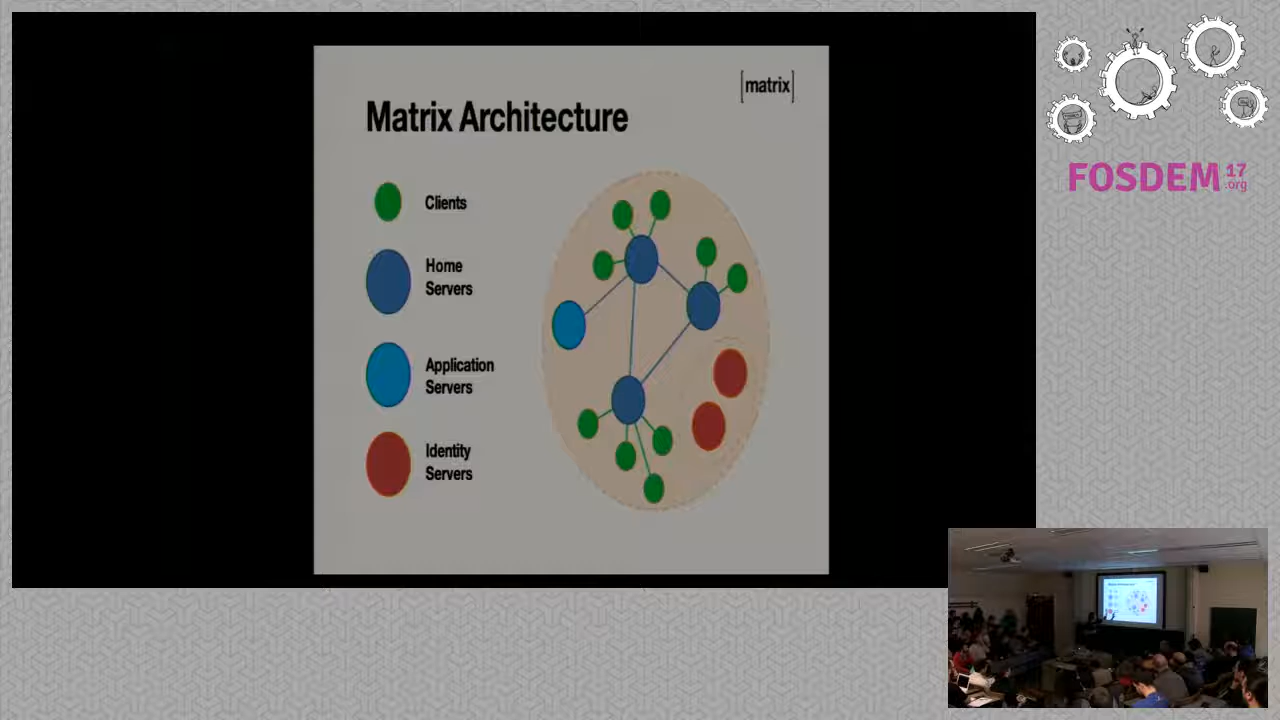 [matrix]
Matrix Architecture
Clients
Home
Servers
Application
Servers
Identity
Servers
FOSDEM 17
.org